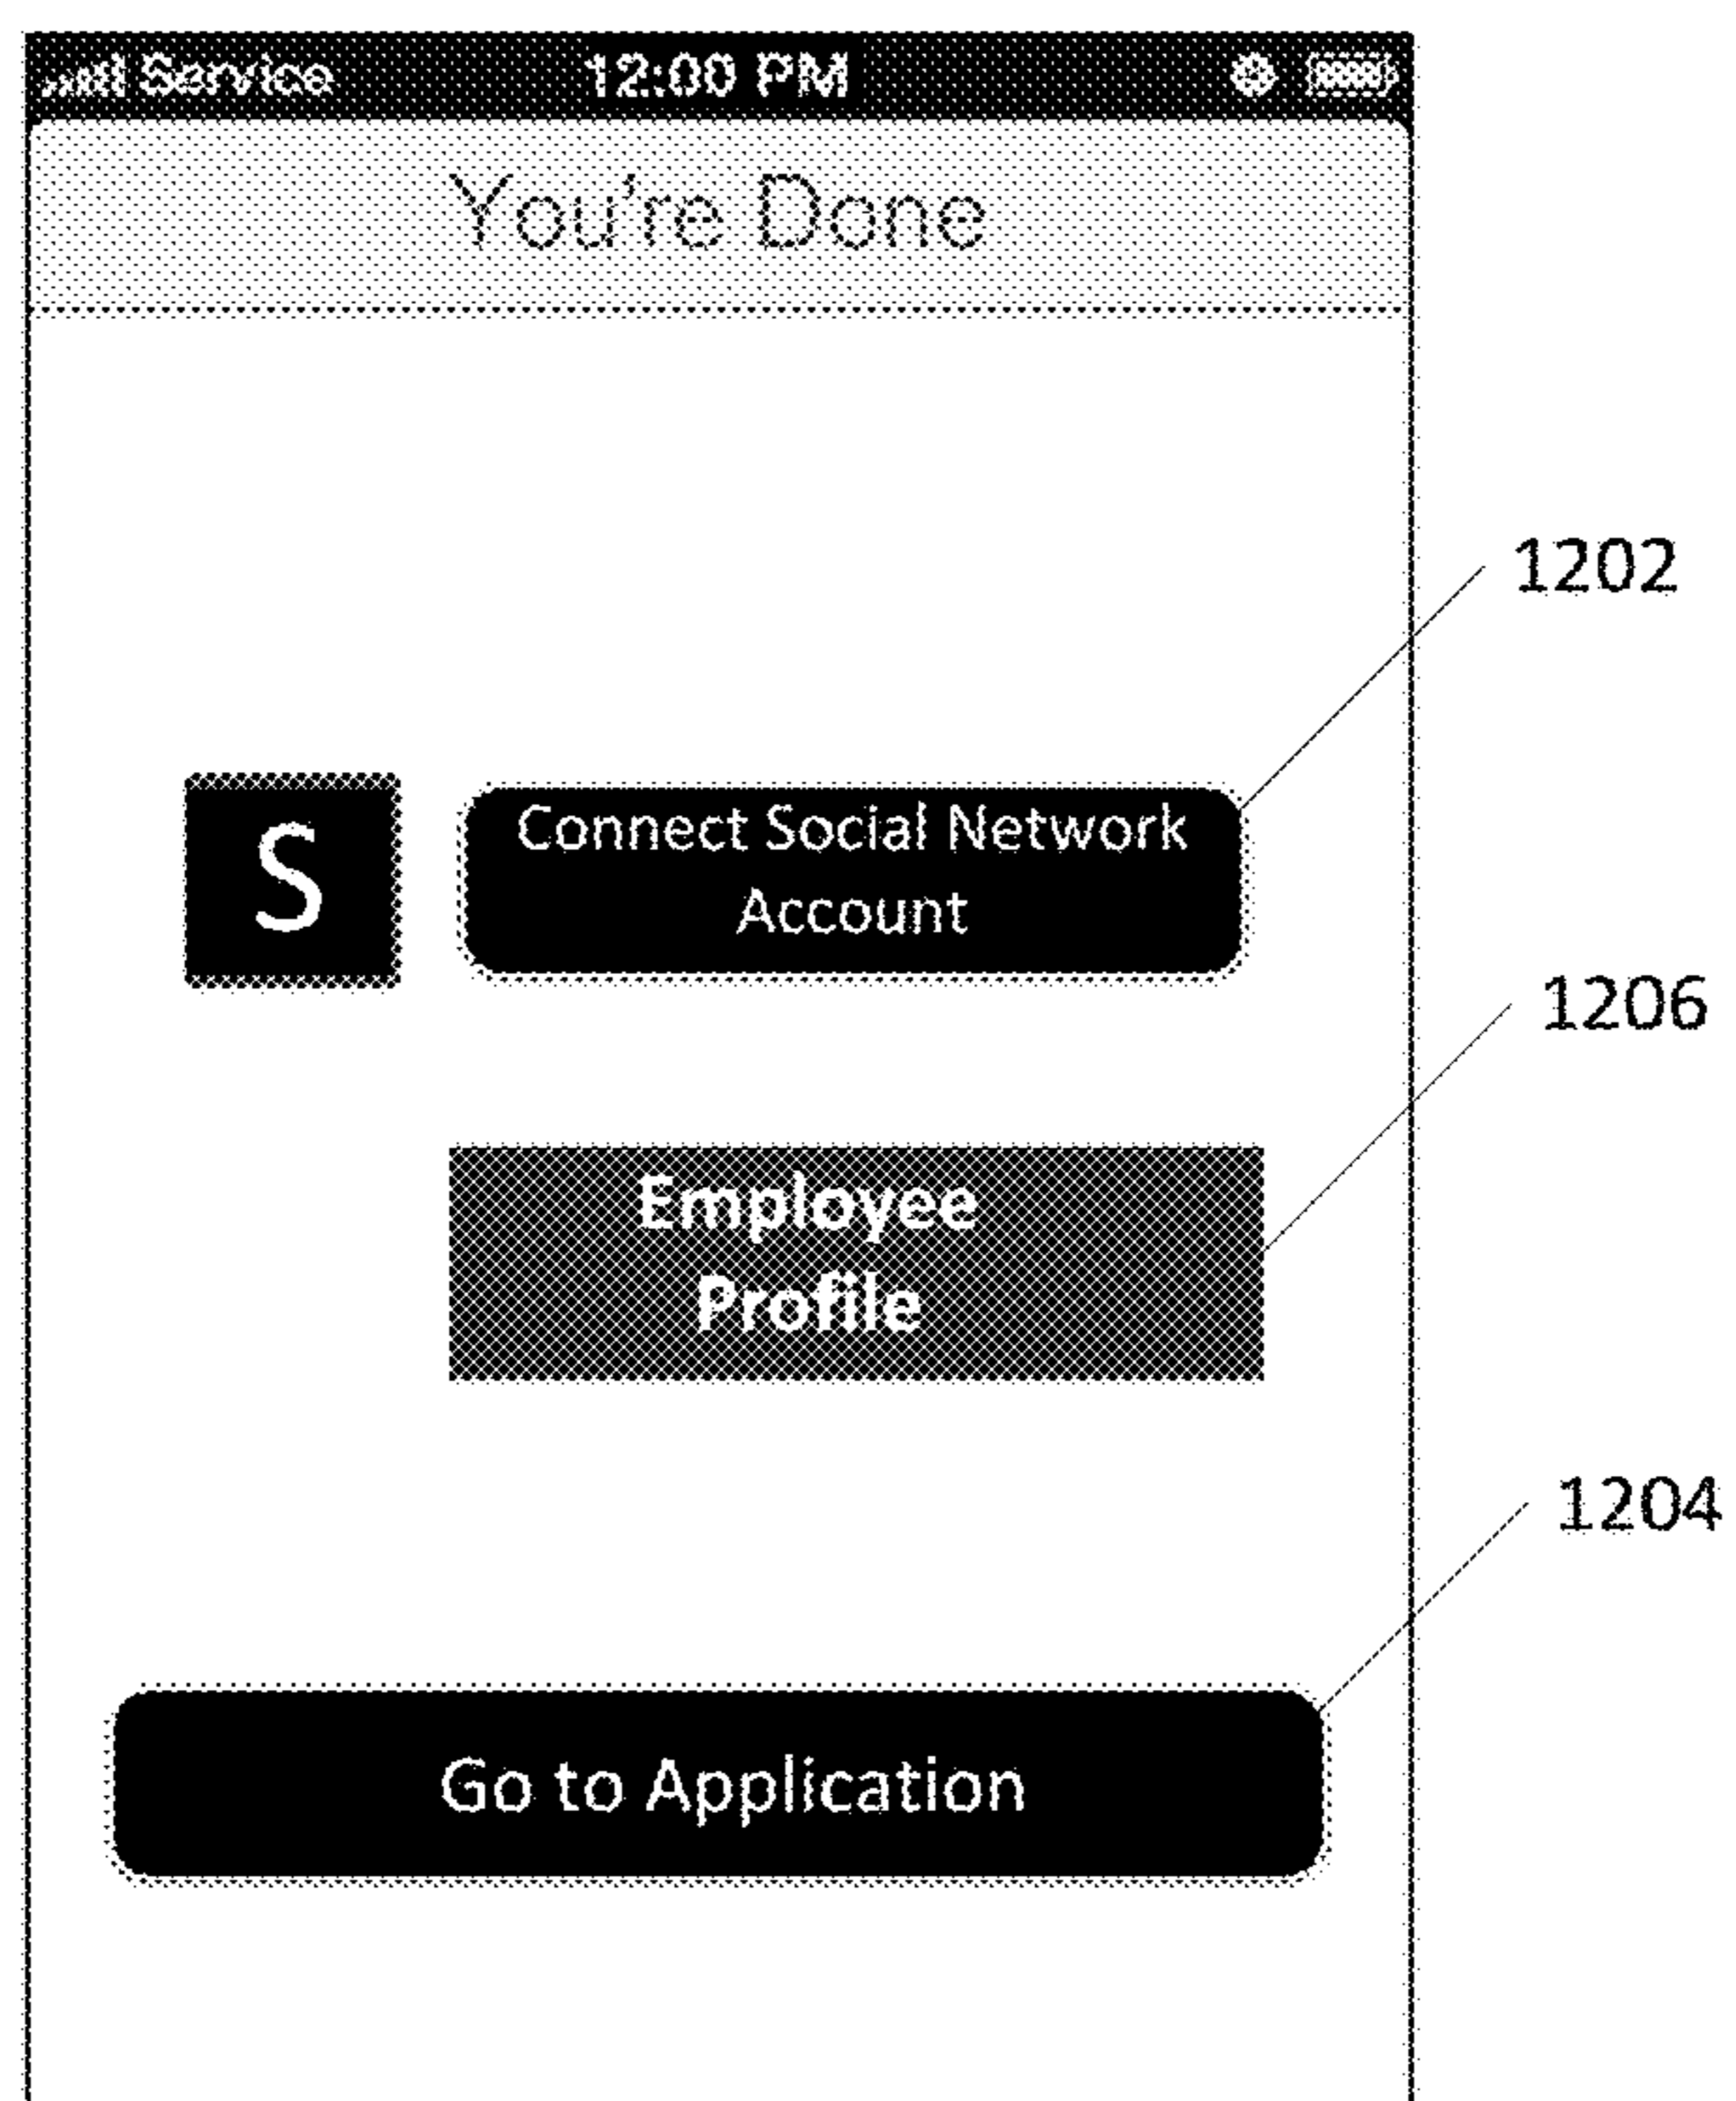 Service 12:00 PM
You're Done
1202
S Connect Social Network
Account
1206
Employee
Profile
1204
Go to Application